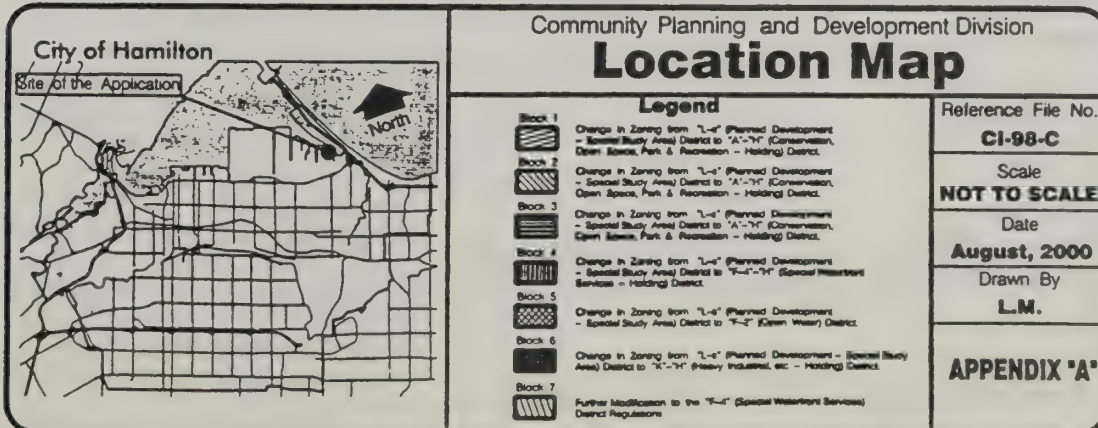 City of Hamilton
Site of the Application
North
Community Planning and Development Division
Location Map
Legend
Block 1
Change in Zoning from "L-s" (Planned Development
- Special Study Area) District to "A"-"H" (Conservation,
Open Space, Park & Recreation - Holding) District.
Block 2
Change in Zoning from "L-s" (Planned Development
- Special Study Area) District to "A"-"H" (Conservation,
Open Space, Park & Recreation - Holding) District.
Block 3
Change in Zoning from "L-s" (Planned Development
- Special Study Area) District to "A"-"H" (Conservation,
Open Space, Park & Recreation - Holding) District.
Block 4
Change in Zoning from "L-s" (Planned Development
- Special Study Area) District to "F-4"-"H" (Special Waterfront
Services - Holding) District.
Block 5
Change in Zoning from "L-s" (Planned Development
- Special Study Area) District to "F-2" (Open Water) District.
Block 6
Change in Zoning from "L-s" (Planned Development - Special Study
Area) District to "K"-"H" (Heavy Industrial, etc - Holding) District.
Block 7
Further Modification to the "F-4" (Special Waterfront Services)
District Regulations
Reference File No.
CI-98-C
Scale
NOT TO SCALE
Date
August, 2000
Drawn By
L.M.
APPENDIX "A"